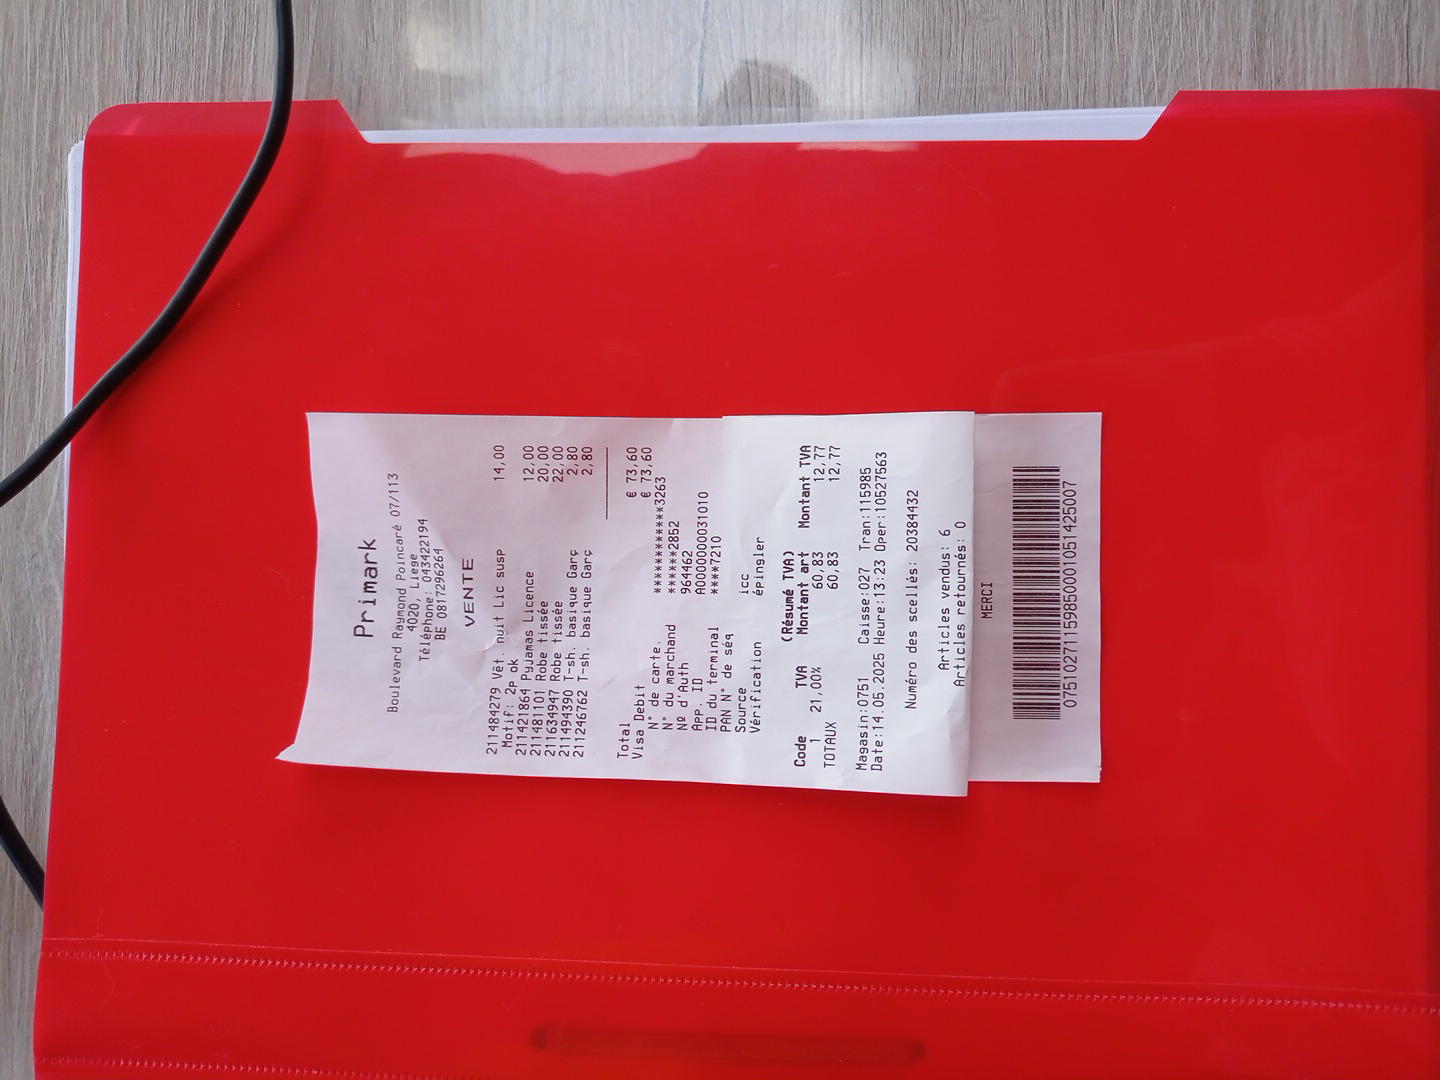 Primark
Boulevard Raymond Poincaré 07/113
4020, Liege
Téléphone: 043422194
BE 0817296264
VENTE
211484279 Vêt. nuit Lic susp 14,00
Motif: 2P ok
211421864 Pyjamas Licence 12,00
211481101 Robe tissée 20,00
211634947 Robe tissée 22,00
211494390 T-sh. basique Garç 2,80
211246762 T-sh. basique Garç 2,80
Total € 73,60
Visa Debit € 73,60
N° de carte. ************3263
N° du marchand ******2852
Nº d'Auth 964462
App. ID A0000000031010
ID du terminal ****7210
PAN N° de séq
Source icc
Vérification épingler
(Résumé TVA)
Code TVA Montant art Montant TVA
1 21,00% 60,83 12,77
TOTAUX 60,83 12,77
Magasin:0751 Caisse:027 Tran:115985
Date:14.05.2025 Heure:13:23 Oper:10527563
Numéro des scellés: 20384432
Articles vendus: 6
Articles retournés: 0
MERCI
07510271159850001051425007